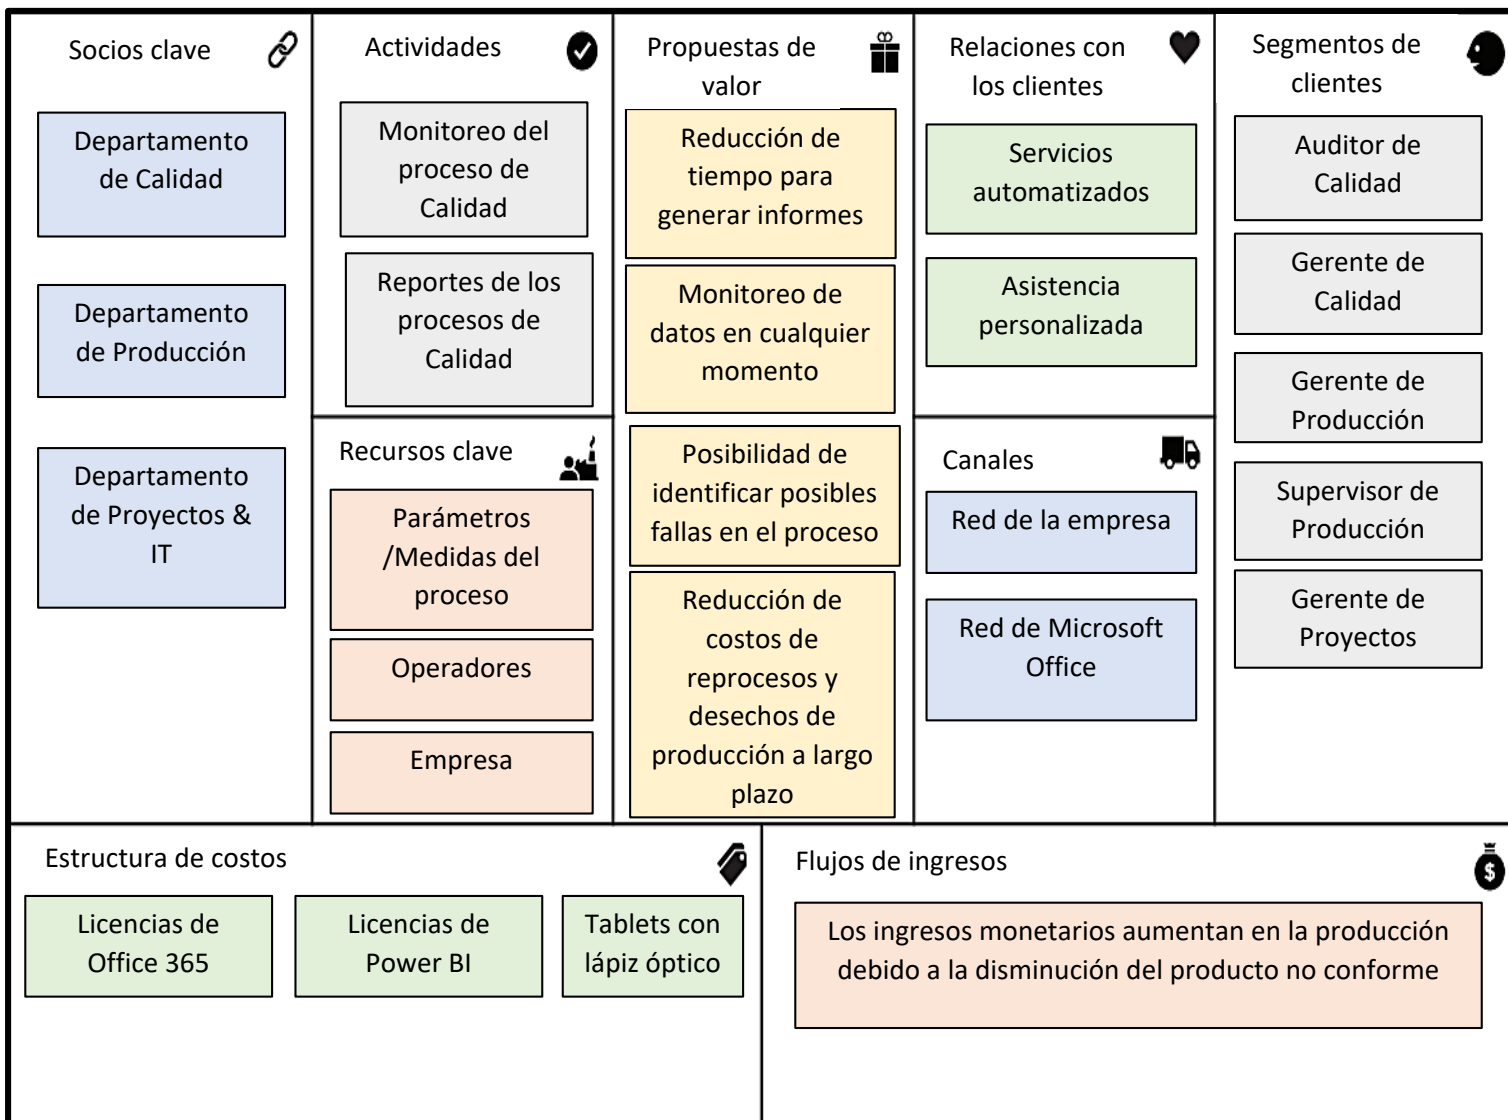 Socios clave
Departamento
de Calidad
Departamento
de Producción
Departamento
de Proyectos &
IT
Actividades
Monitoreo del
proceso de
Calidad
Reportes de los
procesos de
Calidad
Recursos clave
Parámetros
/Medidas del
proceso
Operadores
Empresa
Propuestas de
valor
Reducción de
tiempo para
generar informes
Monitoreo de
datos en cualquier
momento
Posibilidad de
identificar posibles
fallas en el proceso
Reducción de
costos de
reprocesos y
desechos de
producción a largo
plazo
Relaciones con
los clientes
Servicios
automatizados
Asistencia
personalizada
Canales
Red de la empresa
Red de Microsoft
Office
Segmentos de
clientes
Auditor de
Calidad
Gerente de
Calidad
Gerente de
Producción
Supervisor de
Producción
Gerente de
Proyectos
Estructura de costos
Licencias de
Office 365
Licencias de
Power BI
Tablets con
lápiz óptico
Flujos de ingresos
$
Los ingresos monetarios aumentan en la producción
debido a la disminución del producto no conforme